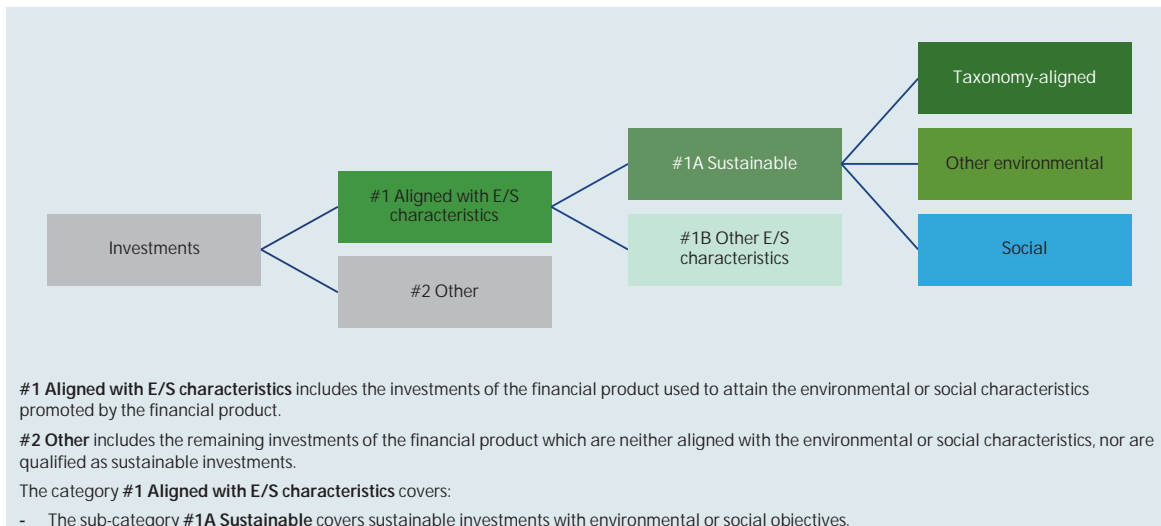 Taxonomy-aligned
#1A Sustainable
Other environmental
#1 Aligned with E/S
characteristics
Investments
#1B Other E/S
characteristics
Social
#2 Other
#1 Aligned with E/S characteristics includes the investments of the financial product used to attain the environmental or social characteristics
promoted by the financial product.
#2 Other includes the remaining investments of the financial product which are neither aligned with the environmental or social characteristics, nor are
qualified as sustainable investments.
The category #1 Aligned with E/S characteristics covers:
- The sub-category #1A Sustainable covers sustainable investments with environmental or social objectives.